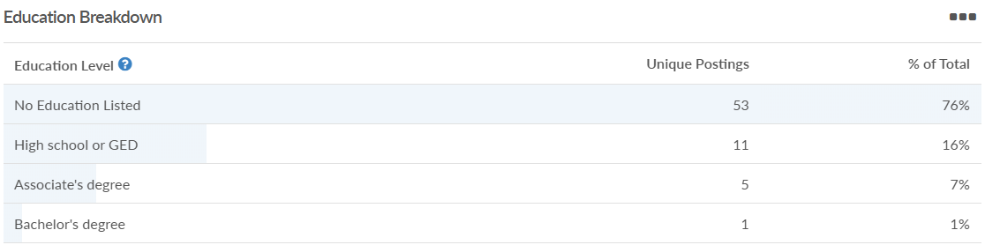 Education Breakdown
Education Level ? Unique Postings % of Total
No Education Listed 53 76%
High school or GED 11 16%
Associate's degree 5 7%
Bachelor's degree 1 1%